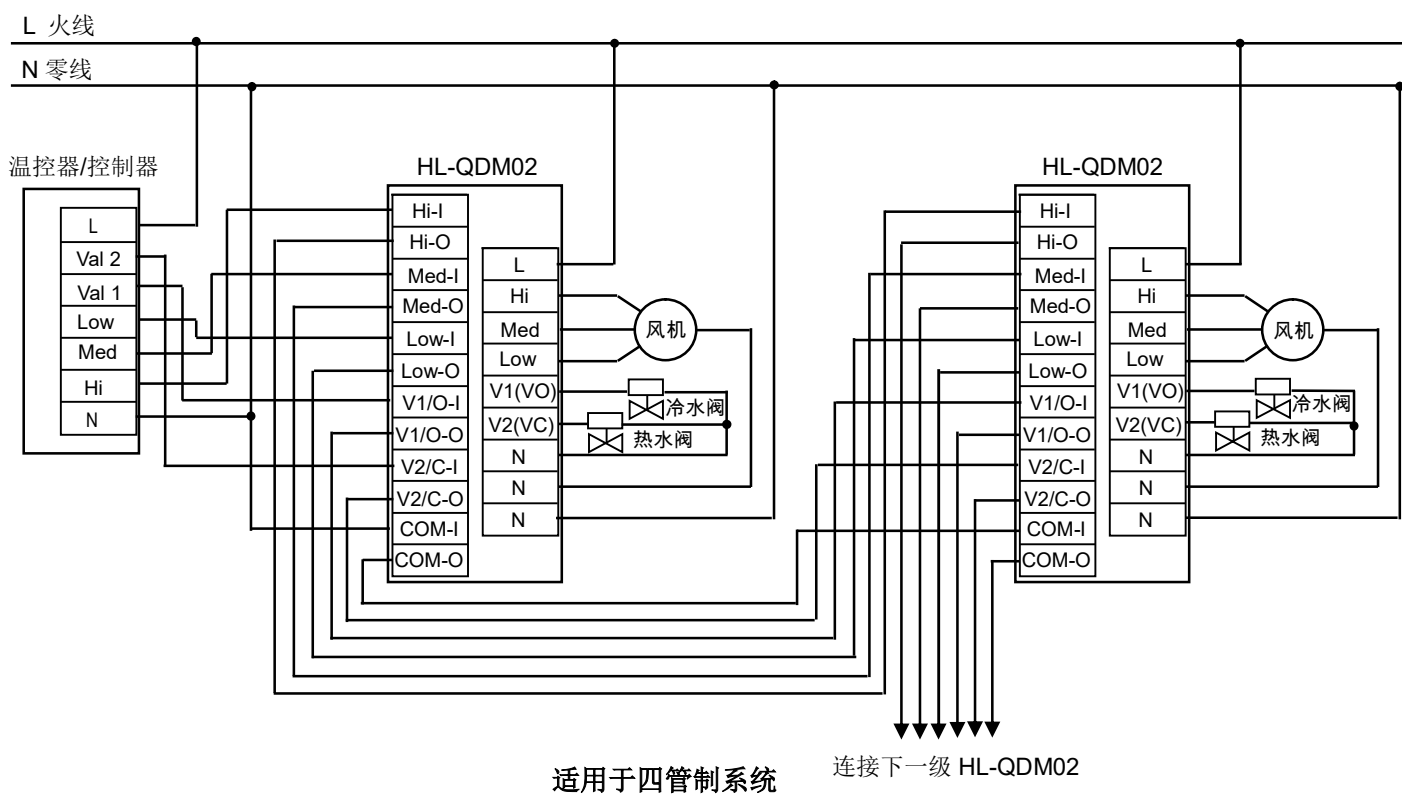 L 火线
N 零线
温控器/控制器
L
Val 2
Val 1
Low
Med
Hi
N
HL-QDM02
Hi-I
Hi-O
Med-I
Med-O
Low-I
Low-O
V1/O-I
V1/O-O
V2/C-I
V2/C-O
COM-I
COM-O
L
Hi
Med
Low
V1(VO)
V2(VC)
N
N
N
风机
冷水阀
热水阀
HL-QDM02
Hi-I
Hi-O
Med-I
Med-O
Low-I
Low-O
V1/O-I
V1/O-O
V2/C-I
V2/C-O
COM-I
COM-O
L
Hi
Med
Low
V1(VO)
V2(VC)
N
N
N
风机
冷水阀
热水阀
连接下一级 HL-QDM02
适用于四管制系统